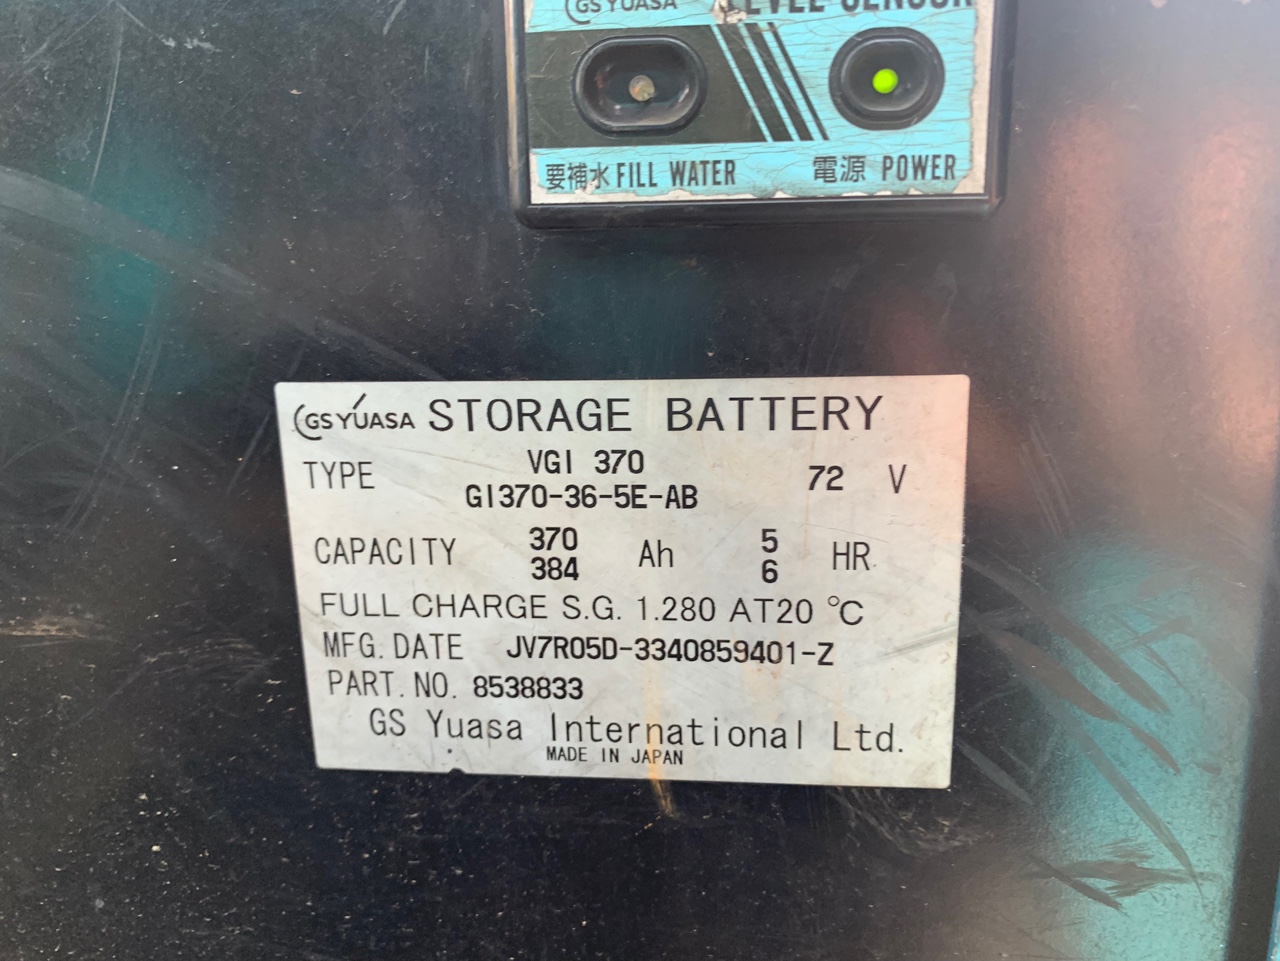 GS YUASA LEVEL SENSOR
要補水 FILL WATER 電源 POWER
GS YUASA STORAGE BATTERY
TYPE VGI 370 72 V
GI370-36-5E-AB
CAPACITY 370 Ah 5 HR
384 6
FULL CHARGE S.G. 1.280 AT20 ℃
MFG. DATE JV7R05D-3340859401-Z
PART. NO. 8538833
GS Yuasa International Ltd.
MADE IN JAPAN